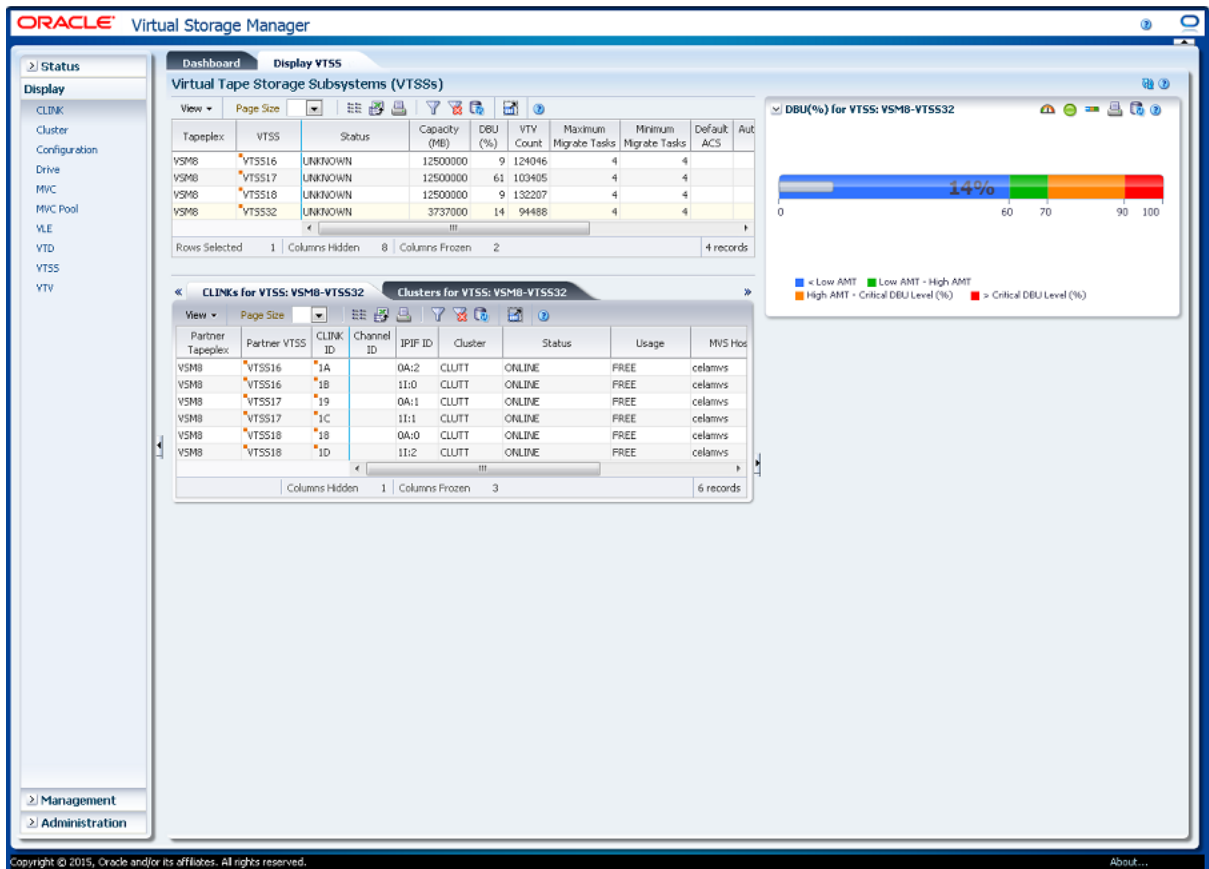 ORACLE® Virtual Storage Manager
Status
Display
CLINK
Cluster
Configuration
Drive
MVC
MVC Pool
VLE
VTD
VTSS
VTV
Management
Administration
Dashboard Display VTSS
Virtual Tape Storage Subsystems (VTSSs)
View Page Size
Tapeplex VTSS Status Capacity (MB) DBU (%) VTV Count Maximum Migrate Tasks Minimum Migrate Tasks Default ACS Aut
VSM8 VTSS16 UNKNOWN 12500000 9 124046 4 4
VSM8 VTSS17 UNKNOWN 12500000 61 103405 4 4
VSM8 VTSS18 UNKNOWN 12500000 9 132207 4 4
VSM8 VTSS32 UNKNOWN 3737000 14 94488 4 4
Rows Selected 1 Columns Hidden 8 Columns Frozen 2 4 records
CLINKs for VTSS: VSM8-VTSS32 Clusters for VTSS: VSM8-VTSS32
View Page Size
Partner Tapeplex Partner VTSS CLINK ID Channel ID IPIF ID Cluster Status Usage MVS Hos
VSM8 VTSS16 1A 0A:2 CLUTT ONLINE FREE celamvs
VSM8 VTSS16 1B 1I:0 CLUTT ONLINE FREE celamvs
VSM8 VTSS17 19 0A:1 CLUTT ONLINE FREE celamvs
VSM8 VTSS17 1C 1I:1 CLUTT ONLINE FREE celamvs
VSM8 VTSS18 18 0A:0 CLUTT ONLINE FREE celamvs
VSM8 VTSS18 1D 1I:2 CLUTT ONLINE FREE celamvs
Columns Hidden 1 Columns Frozen 3 6 records
DBU(%) for VTSS: VSM8-VTSS32
14%
0 60 70 90 100
< Low AMT Low AMT - High AMT
High AMT - Critical DBU Level (%) > Critical DBU Level (%)
Copyright © 2015, Oracle and/or its affiliates. All rights reserved. About...